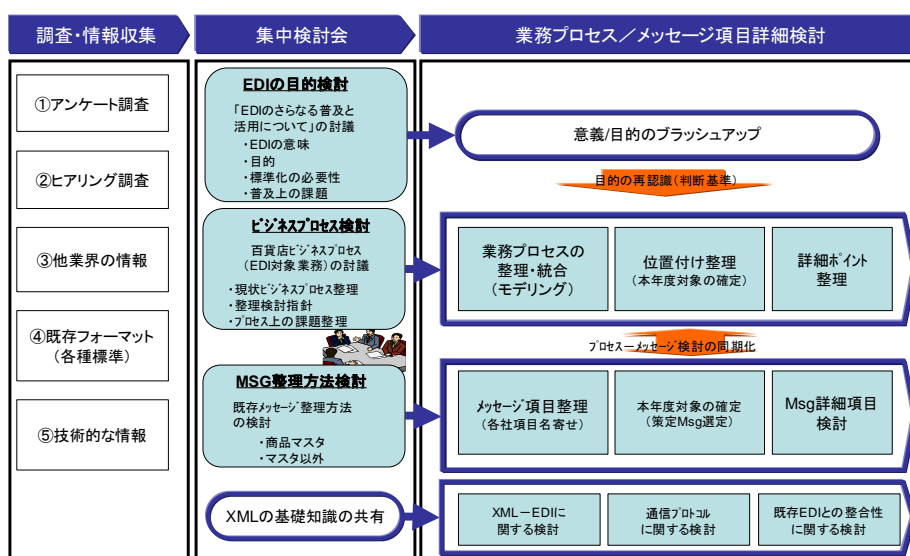 調査・情報収集
集中検討会
業務プロセス／メッセージ項目詳細検討
①アンケート調査
②ヒアリング調査
③他業界の情報
④既存フォーマット
（各種標準）
⑤技術的な情報
EDIの目的検討
「EDIのさらなる普及と
活用について」の討議
・EDIの意味
・目的
・標準化の必要性
・普及上の課題
ﾋﾞｼﾞﾈｽﾌﾟﾛｾｽ検討
百貨店ﾋﾞｼﾞﾈｽﾌﾟﾛｾｽ
（EDI対象業務）の討議
・現状ﾋﾞｼﾞﾈｽﾌﾟﾛｾｽ整理
・整理検討指針
・ﾌﾟﾛｾｽ上の課題整理
MSG整理方法検討
既存ﾒｯｾｰｼﾞ整理方法
の検討
・商品マスタ
・マスタ以外
XMLの基礎知識の共有
意義/目的のブラッシュアップ
目的の再認識（判断基準）
業務プロセスの
整理・統合
（モデリング）
位置付け整理
（本年度対象の確定）
詳細ﾎﾟｲﾝﾄ
整理
ﾌﾟﾛｾｽーﾒｯｾｰｼﾞ検討の同期化
ﾒｯｾｰｼﾞ項目整理
（各社項目名寄せ）
本年度対象の確定
（策定Msg選定）
Msg詳細項目
検討
XML－EDIに
関する検討
通信ﾌﾟﾛﾄｺﾙ
に関する検討
既存EDIとの整合性
に関する検討